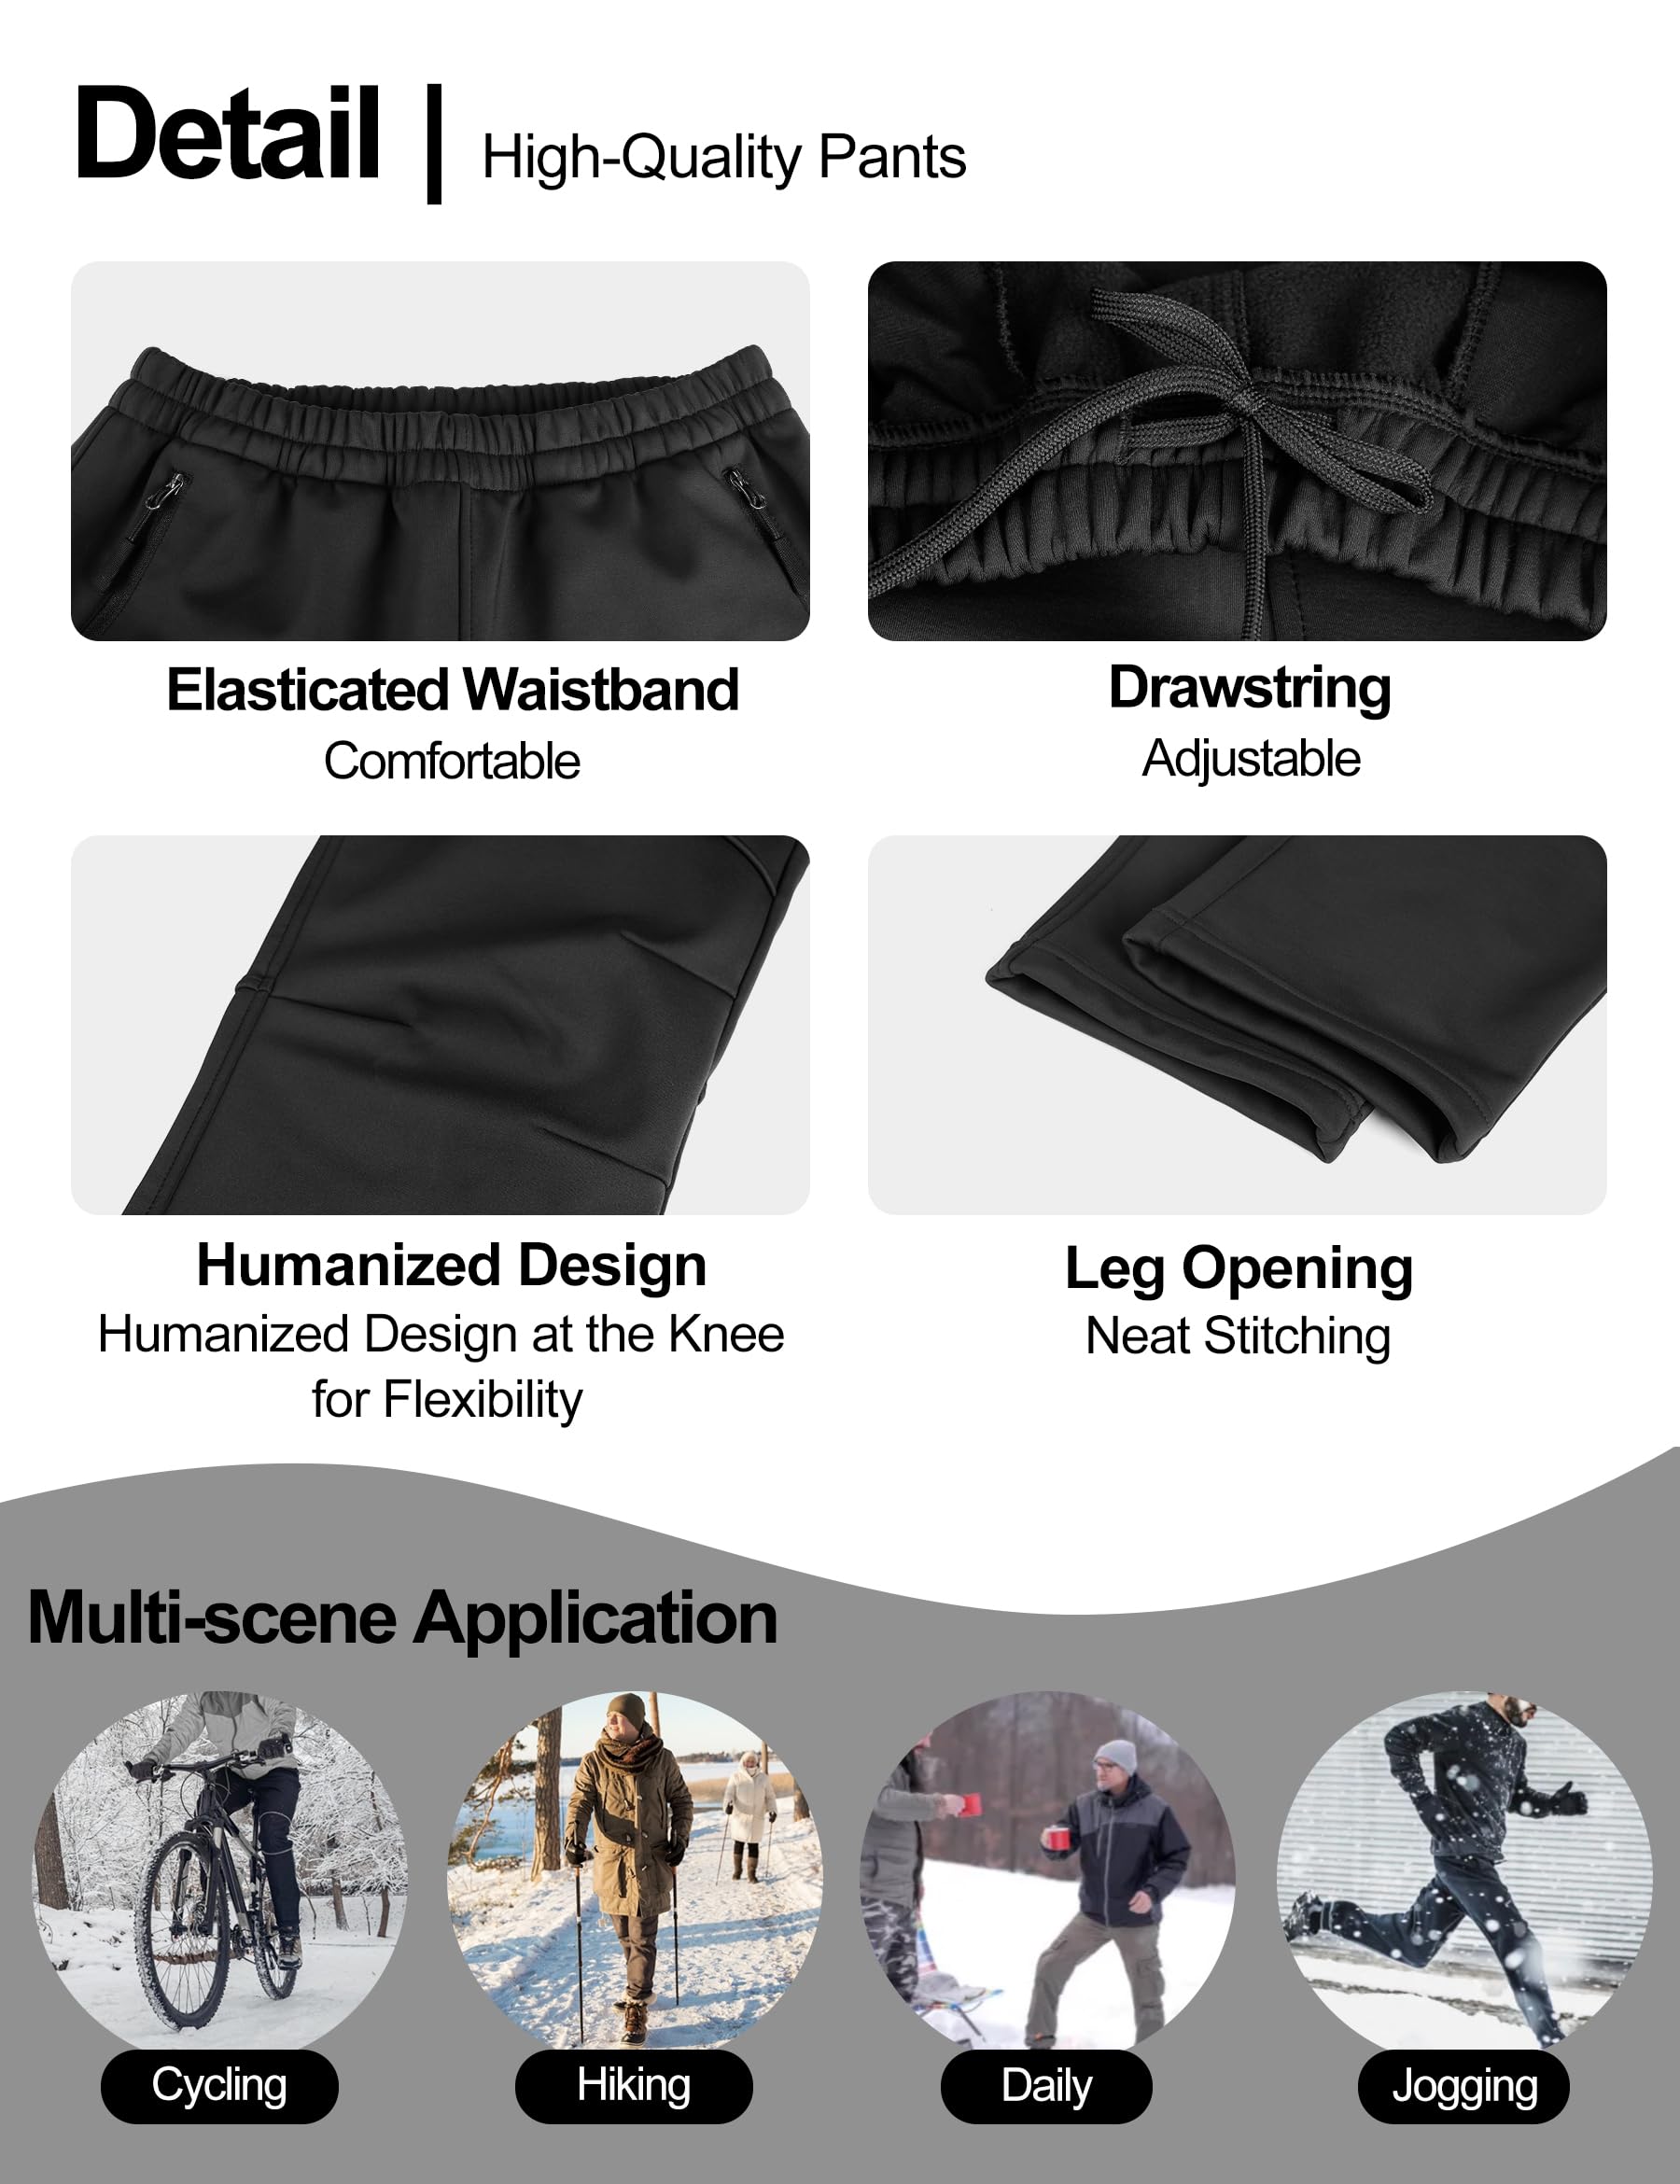 Detail | High-Quality Pants
Elasticated Waistband
Comfortable
Drawstring
Adjustable
Humanized Design
Humanized Design at the Knee
for Flexibility
Leg Opening
Neat Stitching
Multi-scene Application
Cycling
Hiking
Daily
Jogging